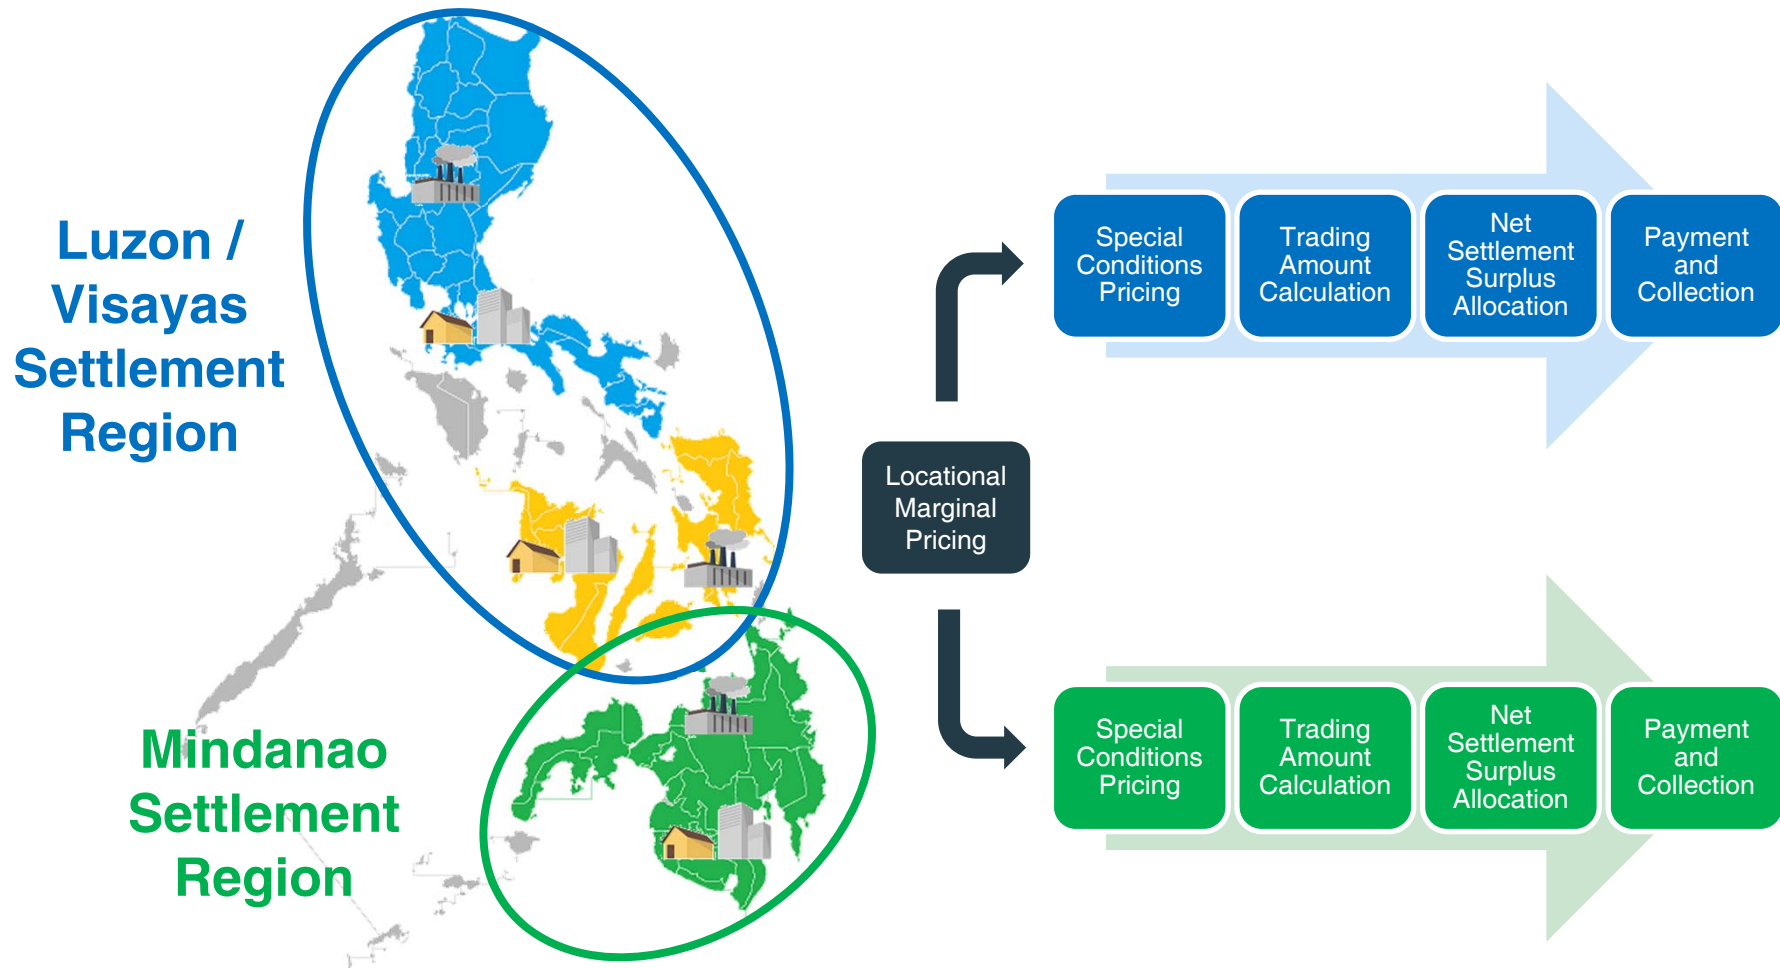 Luzon /
Visayas
Settlement
Region
Mindanao
Settlement
Region
Locational
Marginal
Pricing
Special
Conditions
Pricing
Trading
Amount
Calculation
Net
Settlement
Surplus
Allocation
Payment
and
Collection
Special
Conditions
Pricing
Trading
Amount
Calculation
Net
Settlement
Surplus
Allocation
Payment
and
Collection